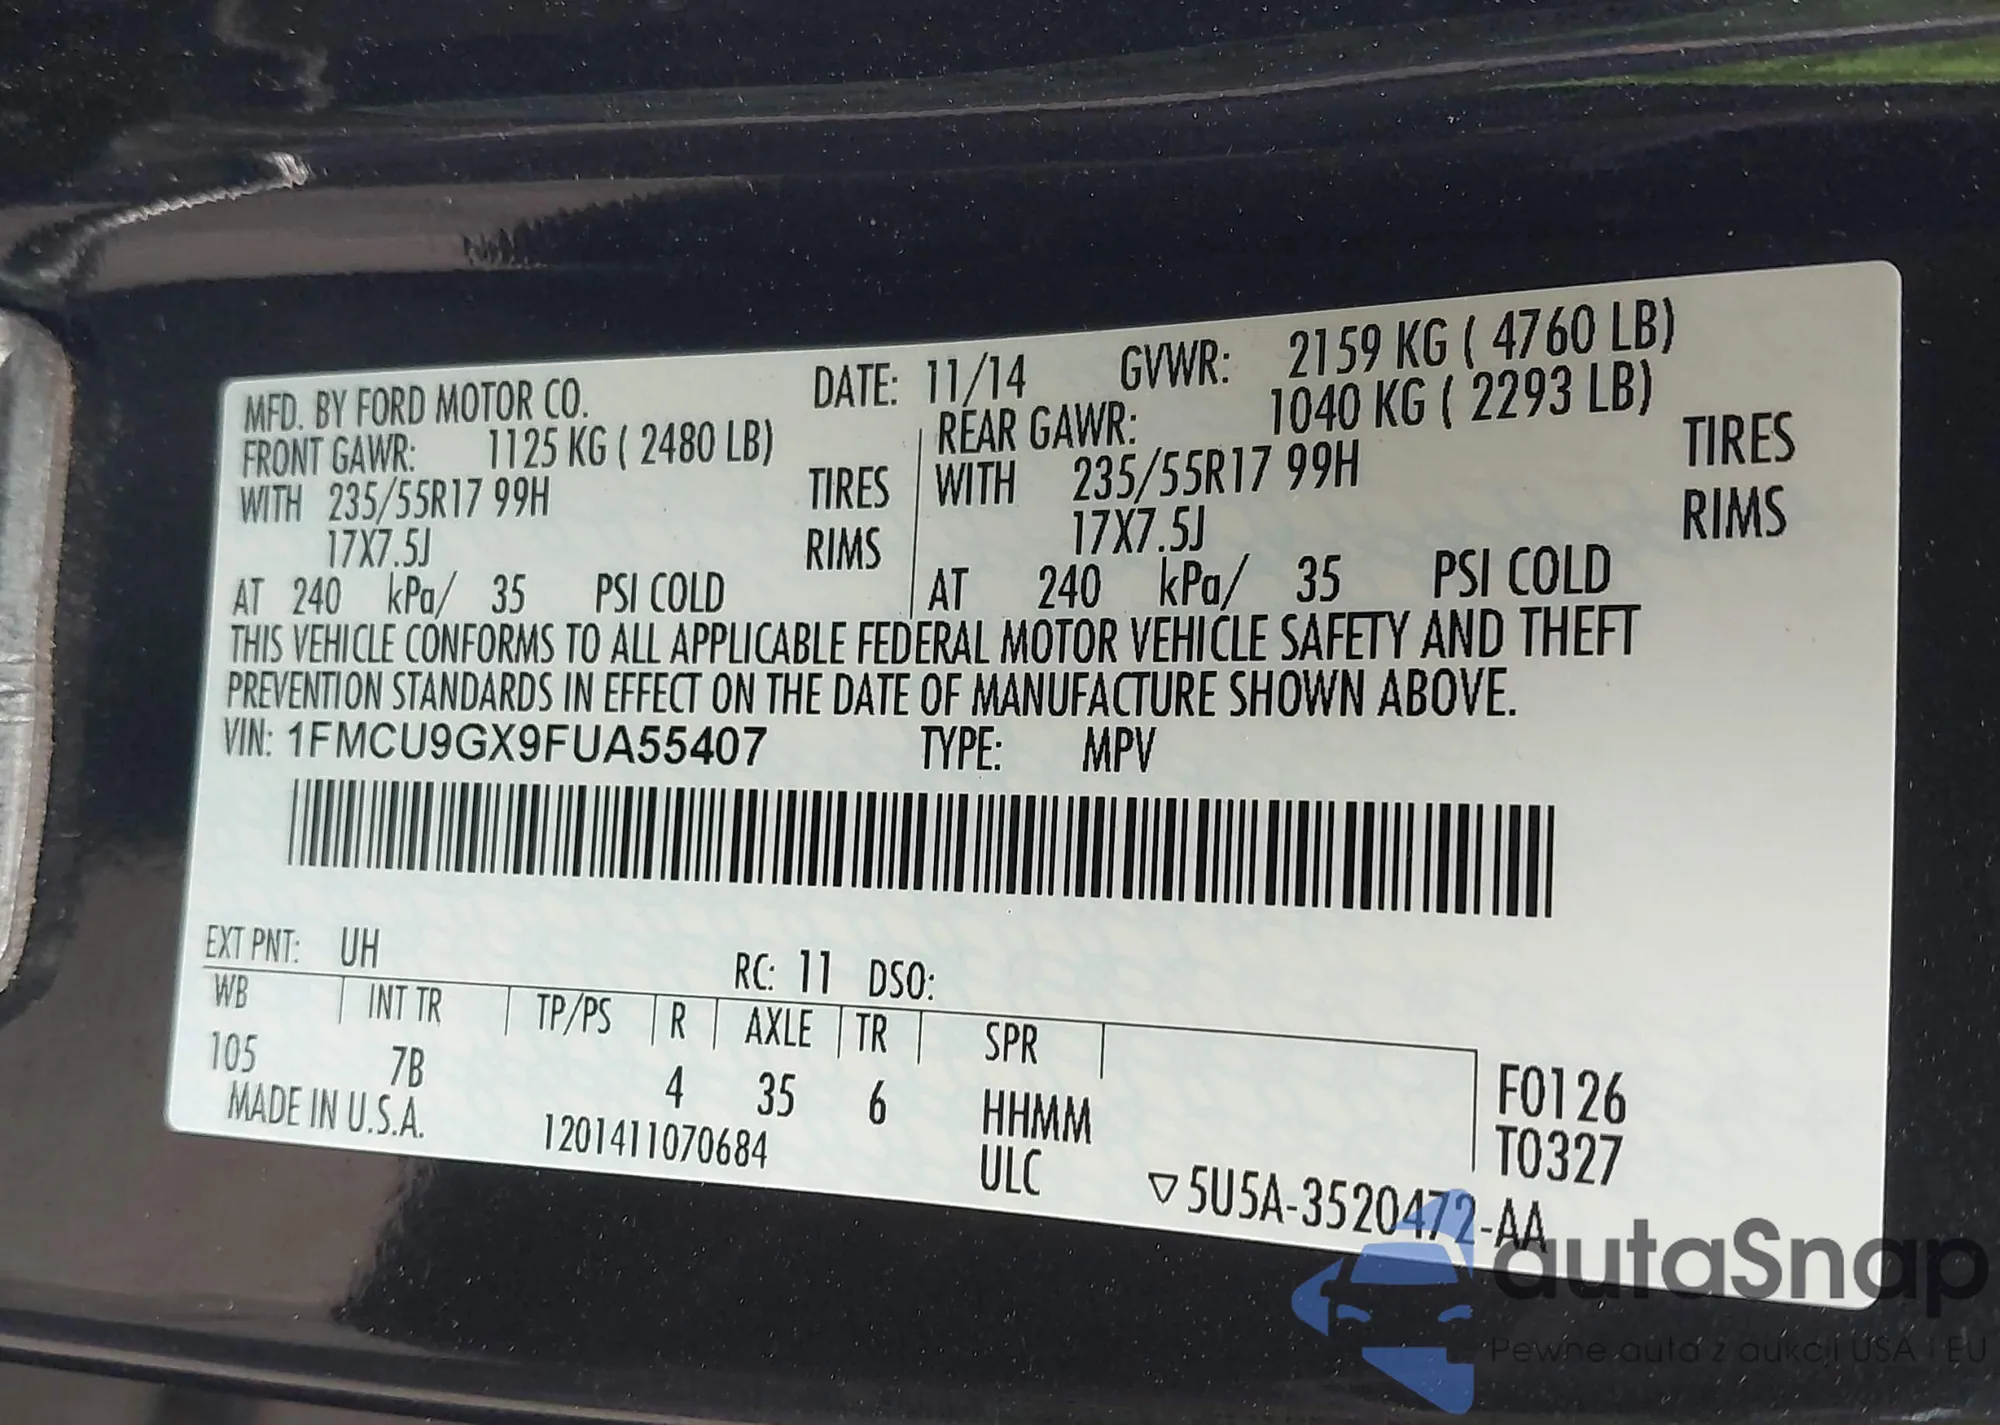 MFD. BY FORD MOTOR CO. DATE: 11/14 GVWR: 2159 KG ( 4760 LB)
FRONT GAWR: 1125 KG ( 2480 LB) REAR GAWR: 1040 KG ( 2293 LB)
WITH 235/55R17 99H TIRES WITH 235/55R17 99H TIRES
17X7.5J RIMS 17X7.5J RIMS
AT 240 kPa/ 35 PSI COLD AT 240 kPa/ 35 PSI COLD
THIS VEHICLE CONFORMS TO ALL APPLICABLE FEDERAL MOTOR VEHICLE SAFETY AND THEFT
PREVENTION STANDARDS IN EFFECT ON THE DATE OF MANUFACTURE SHOWN ABOVE.
VIN: 1FMCU9GX9FUA55407 TYPE: MPV
EXT PNT: UH RC: 11 DSO:
WB INT TR TP/PS R AXLE TR SPR
105 7B 4 35 6 HHMM F0126
MADE IN U.S.A. 1201411070684 ULC T0327
▽5U5A-3520472-AA
autaSnap
Pewne auta z aukcji USA i EU